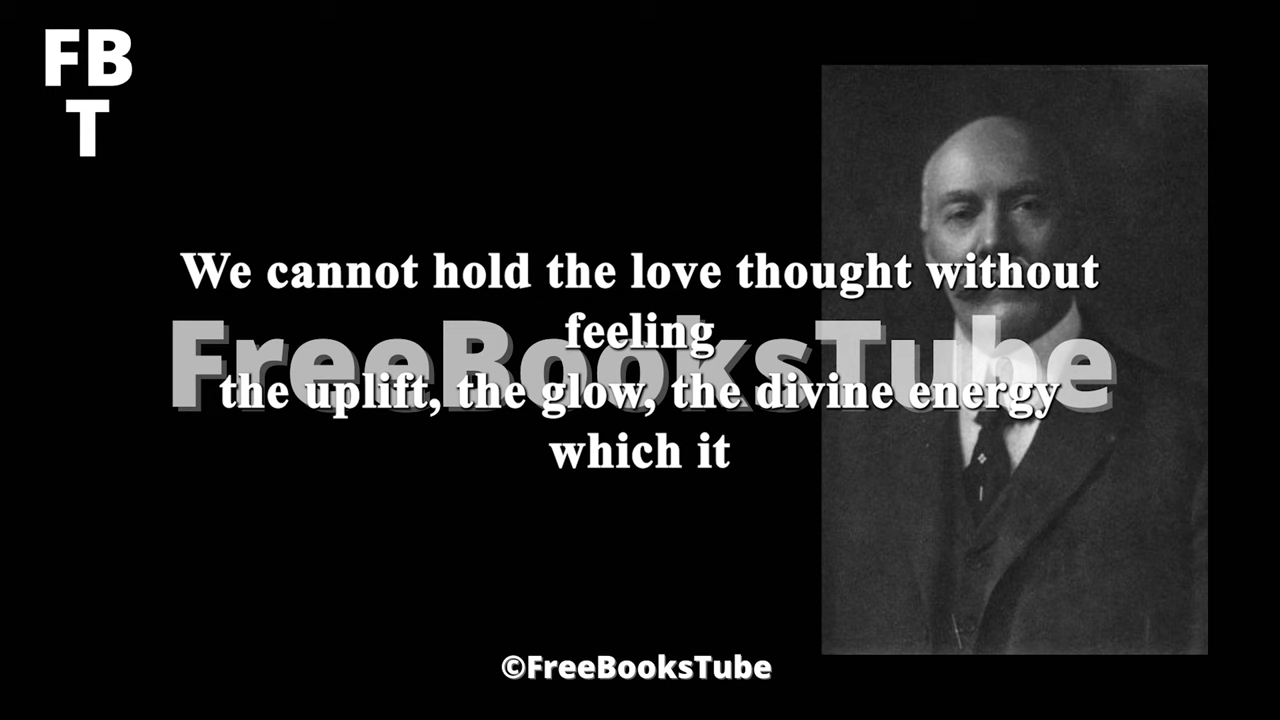 FB
T
We cannot hold the love thought without
feeling
FreeBooksTube
the uplift, the glow, the divine energy
which it
©FreeBooksTube